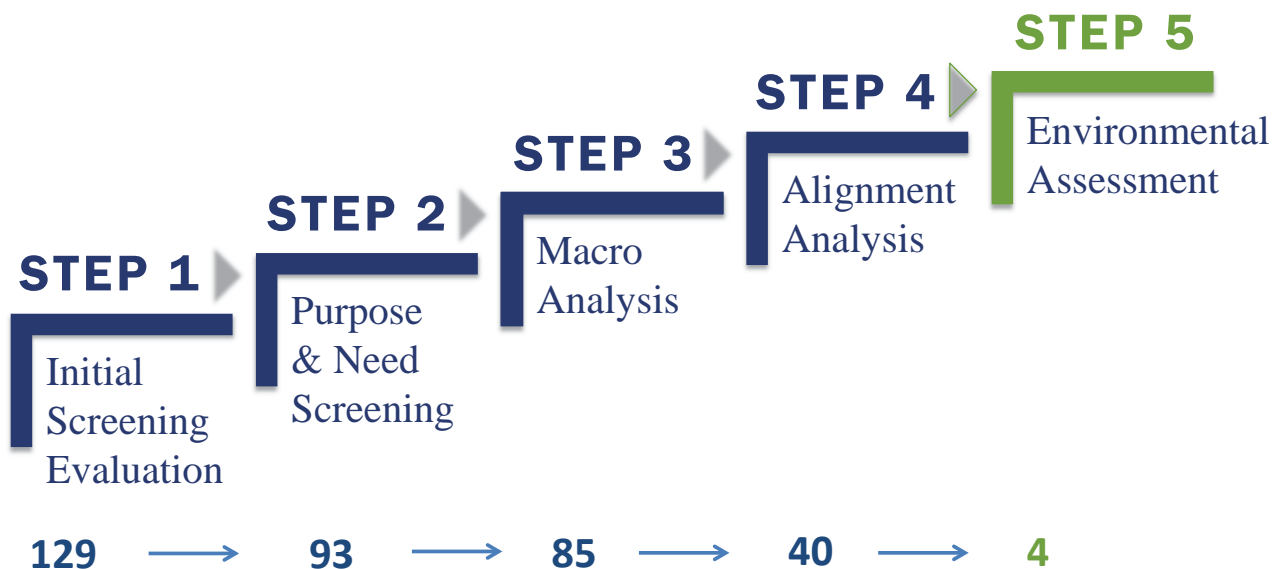 STEP 1
Initial
Screening
Evaluation
STEP 2
Purpose
& Need
Screening
STEP 3
Macro
Analysis
STEP 4
Alignment
Analysis
STEP 5
Environmental
Assessment
129 93 85 40 4